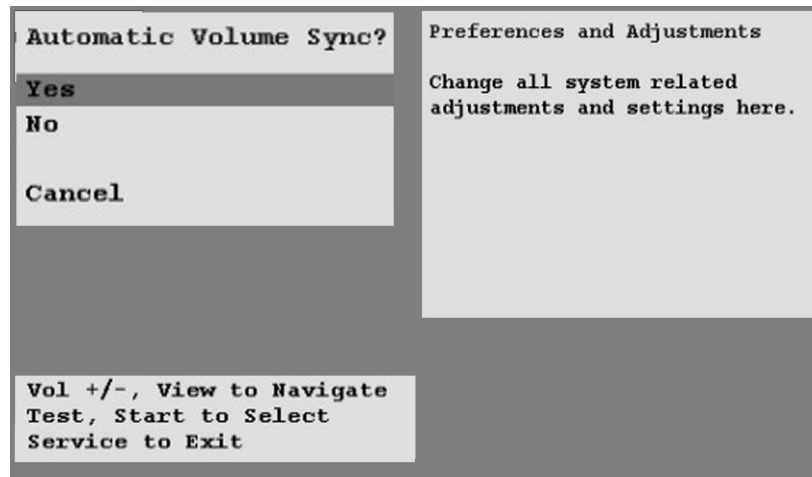 Automatic Volume Sync?
Yes
No
Cancel
Preferences and Adjustments
Change all system related
adjustments and settings here.
Vol +/-, View to Navigate
Test, Start to Select
Service to Exit